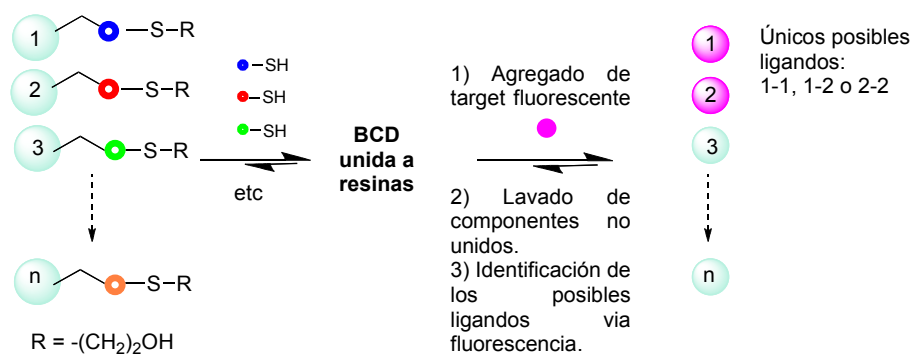 1 S−R
2 S−R
3 S−R
n S−R
R = -(CH2)2OH
−SH
−SH
−SH
etc
BCD
unida a
resinas
1) Agregado de
target fluorescente
2) Lavado de
componentes no
unidos.
3) Identificación de
los posibles
ligandos via
fluorescencia.
1
2
3
n
Únicos posibles
ligandos:
1-1, 1-2 o 2-2